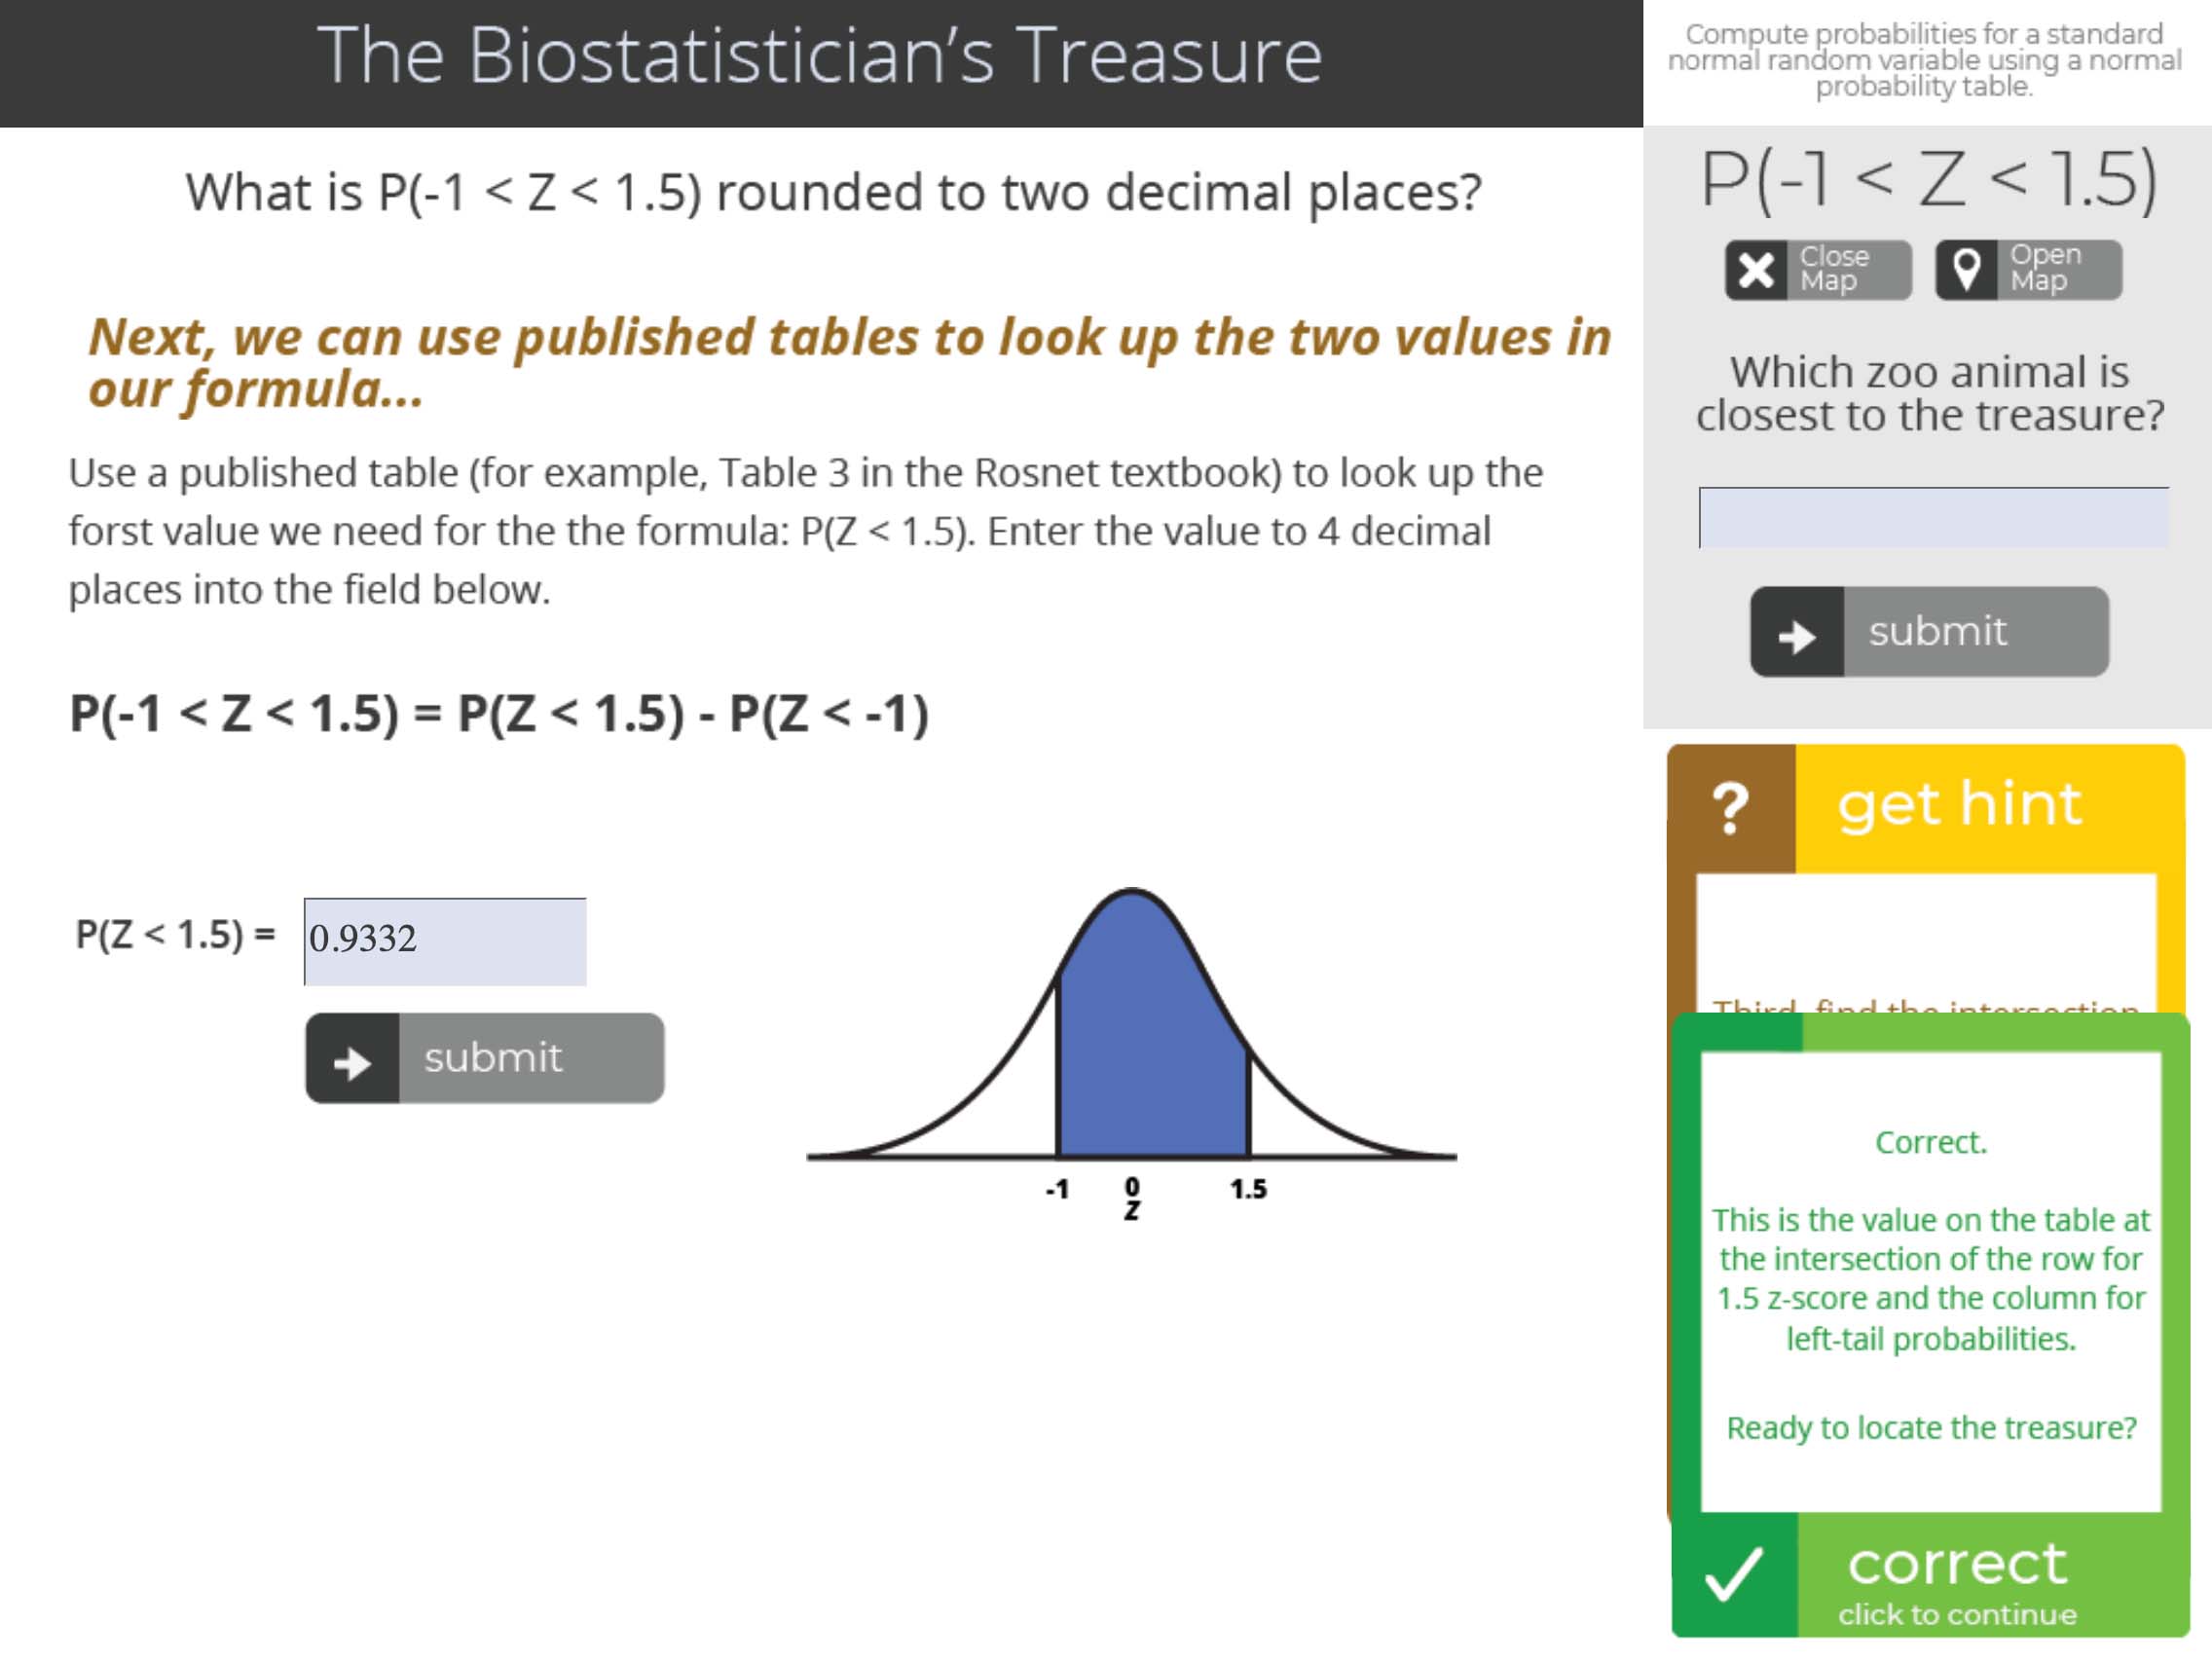 The Biostatistician's Treasure
What is P(-1 < Z < 1.5) rounded to two decimal places?
Next, we can use published tables to look up the two values in
our formula...
Use a published table (for example, Table 3 in the Rosnet textbook) to look up the
forst value we need for the the formula: P(Z < 1.5). Enter the value to 4 decimal
places into the field below.
P(-1 < Z < 1.5) = P(Z < 1.5) - P(Z < -1)
P(Z < 1.5) = 0.9332
submit
-1 0 1.5
z
Compute probabilities for a standard
normal random variable using a normal
probability table.
P(-1 < Z < 1.5)
Close
Map
Open
Map
Which zoo animal is
closest to the treasure?
submit
? get hint
Third, find the intersection
Correct.
This is the value on the table at
the intersection of the row for
1.5 z-score and the column for
left-tail probabilities.
Ready to locate the treasure?
correct
click to continue